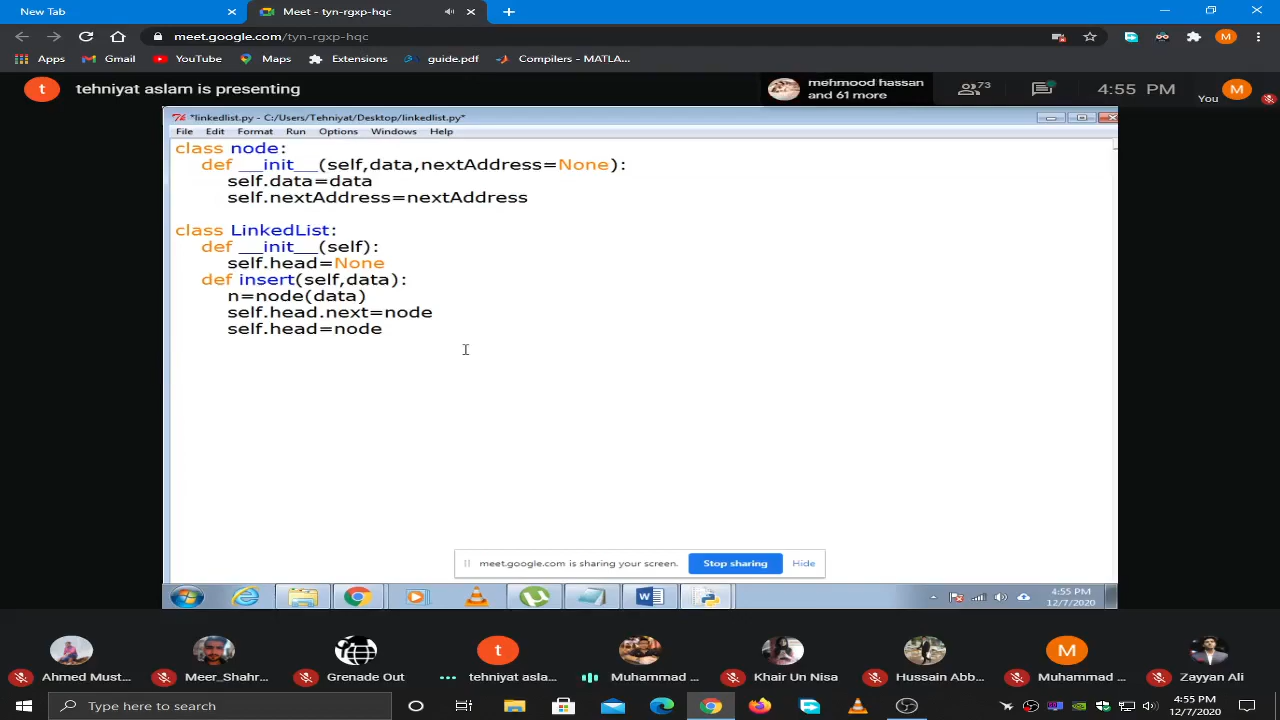 New Tab
Meet - tyn-rgxp-hqc
meet.google.com/tyn-rgxp-hqc
Apps
Gmail
YouTube
Maps
Extensions
guide.pdf
Compilers - MATLA...
t
tehniyat aslam is presenting
mehmood hassan
and 61 more
73
4:55 PM
You
M
*linkedlist.py - C:/Users/Tehniyat/Desktop/linkedlist.py*
File Edit Format Run Options Windows Help
class node:
def __init__(self,data,nextAddress=None):
self.data=data
self.nextAddress=nextAddress
class LinkedList:
def __init__(self):
self.head=None
def insert(self,data):
n=node(data)
self.head.next=node
self.head=node
meet.google.com is sharing your screen.
Stop sharing
Hide
4:55 PM
12/7/2020
t
M
Ahmed Must...
Meer_Shahr...
Grenade Out
tehniyat asla...
Muhammad ...
Khair Un Nisa
Hussain Abb...
Muhammad ...
Zayyan Ali
Type here to search
4:55 PM
12/7/2020